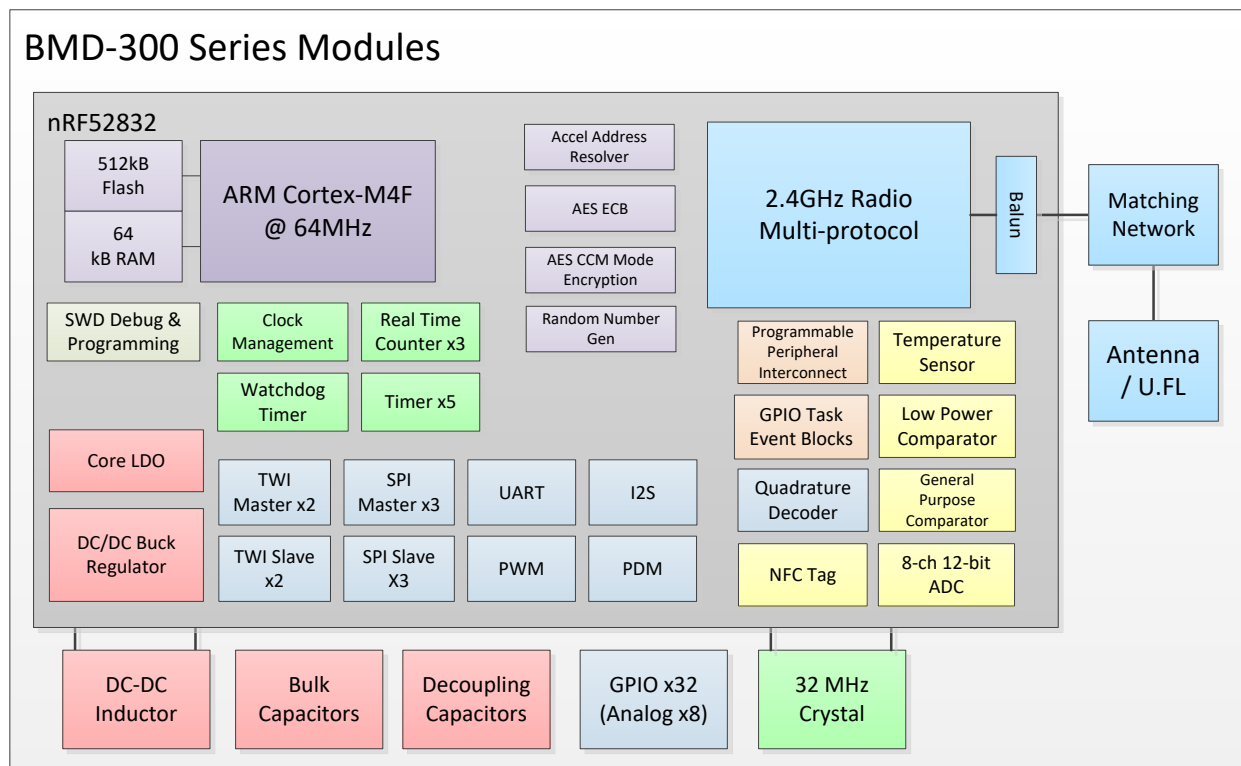 BMD-300 Series Modules
nRF52832
512kB
Flash
64
kB RAM
ARM Cortex-M4F
@ 64MHz
Accel Address
Resolver
AES ECB
AES CCM Mode
Encryption
Random Number
Gen
2.4GHz Radio
Multi-protocol
Balun
Matching
Network
Antenna
/ U.FL
SWD Debug &
Programming
Clock
Management
Real Time
Counter x3
Watchdog
Timer
Timer x5
Programmable
Peripheral
Interconnect
Temperature
Sensor
GPIO Task
Event Blocks
Low Power
Comparator
Core LDO
DC/DC Buck
Regulator
TWI
Master x2
SPI
Master x3
UART
I2S
Quadrature
Decoder
General
Purpose
Comparator
TWI Slave
x2
SPI Slave
X3
PWM
PDM
NFC Tag
8-ch 12-bit
ADC
DC-DC
Inductor
Bulk
Capacitors
Decoupling
Capacitors
GPIO x32
(Analog x8)
32 MHz
Crystal